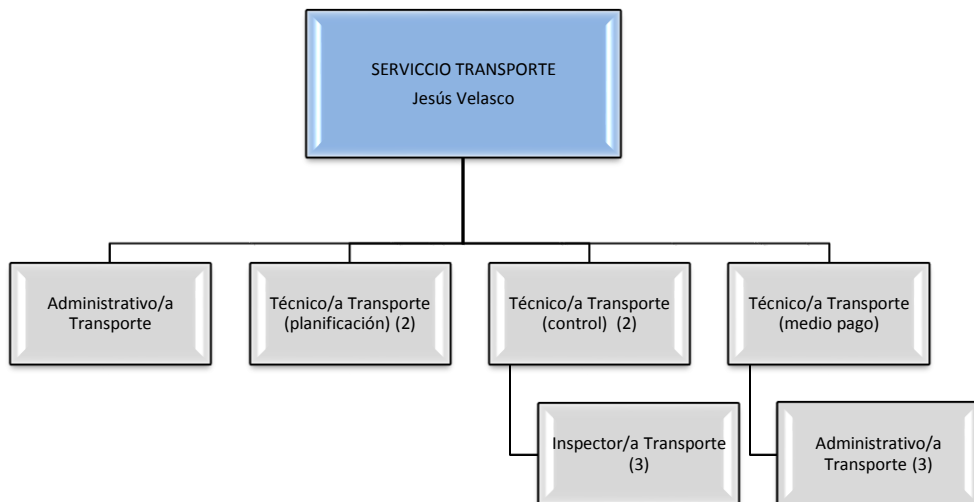 SERVICCIO TRANSPORTE
Jesús Velasco
Administrativo/a
Transporte
Técnico/a Transporte
(planificación) (2)
Técnico/a Transporte
(control) (2)
Técnico/a Transporte
(medio pago)
Inspector/a Transporte
(3)
Administrativo/a
Transporte (3)